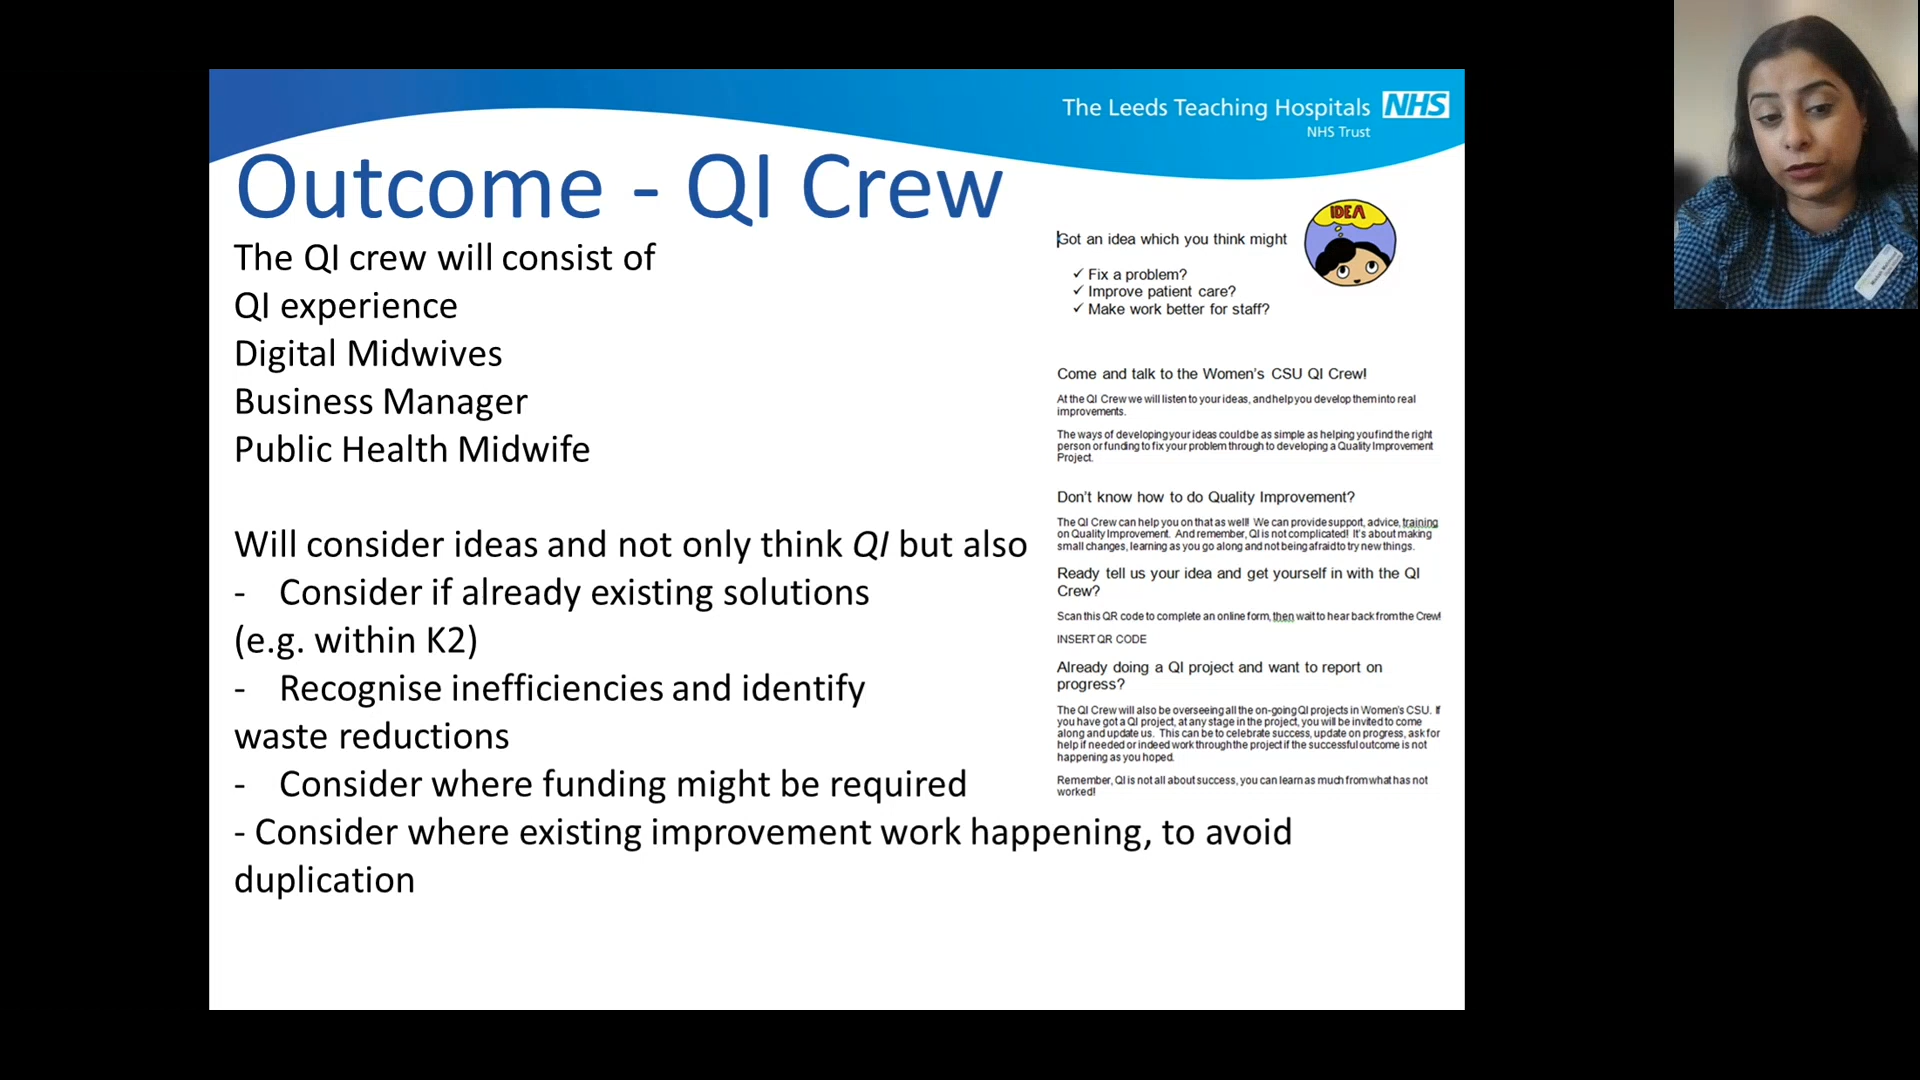 The Leeds Teaching Hospitals NHS
NHS Trust
Outcome - QI Crew
The QI crew will consist of
QI experience
Digital Midwives
Business Manager
Public Health Midwife
Will consider ideas and not only think QI but also
- Consider if already existing solutions
(e.g. within K2)
- Recognise inefficiencies and identify
waste reductions
- Consider where funding might be required
- Consider where existing improvement work happening, to avoid
duplication
IDEA
Got an idea which you think might
✓ Fix a problem?
✓ Improve patient care?
✓ Make work better for staff?
Come and talk to the Women's CSU QI Crew!
At the QI Crew we will listen to your ideas, and help you develop them into real
improvements.
The ways of developing your ideas could be as simple as helping you find the right
person or funding to fix your problem through to developing a Quality Improvement
Project.
Don't know how to do Quality Improvement?
The QI Crew can help you on that as well! We can provide support, advice, training
on Quality Improvement. And remember, QI is not complicated! It's about making
small changes, learning as you go along and not being afraid to try new things.
Ready tell us your idea and get yourself in with the QI
Crew?
Scan this QR code to complete an online form, then wait to hear back from the Crew!
INSERT QR CODE
Already doing a QI project and want to report on
progress?
The QI Crew will also be overseeing all the on-going QI projects in Women's CSU. If
you have got a QI project, at any stage in the project, you will be invited to come
along and update us. This can be to celebrate success, update on progress, ask for
help if needed or indeed work through the project if the successful outcome is not
happening as you hoped.
Remember, QI is not all about success, you can learn as much from what has not
worked!